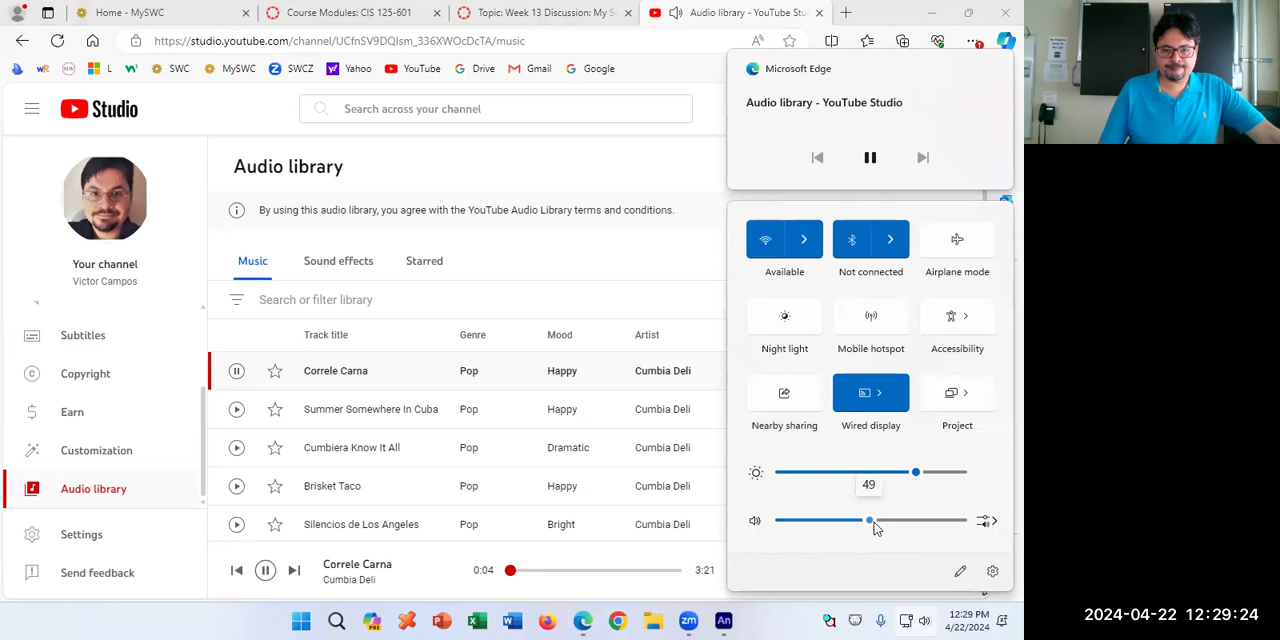 Home - MySWC
Course Modules: CIS 125-601
Topic: Week 13 Discussion: My S
Audio library - YouTube Stu
https://studio.youtube.com/channel/
/music
SWC
MySWC
SWCZ
Yahoo
YouTube
G
Gmail
Google
Studio
Search across your channel
Your channel
Victor Campos
Subtitles
Copyright
Earn
Customization
Audio library
Settings
Send feedback
Audio library
By using this audio library, you agree with the YouTube Audio Library terms and conditions.
Music
Sound effects
Starred
Search or filter library
Track title Genre Mood Artist
Correle Carna Pop Happy Cumbia Deli
Summer Somewhere In Cuba Pop Happy Cumbia Deli
Cumbiera Know It All Pop Dramatic Cumbia Deli
Brisket Taco Pop Happy Cumbia Deli
Silencios de Los Angeles Pop Bright Cumbia Deli
Correle Carna
Cumbia Deli
0:04
3:21
Microsoft Edge
Audio library - YouTube Studio
Available
Not connected
Airplane mode
Night light
Mobile hotspot
Accessibility
Nearby sharing
Wired display
Project
49
12:29 PM
4/22/2024
2024-04-22 12:29:24